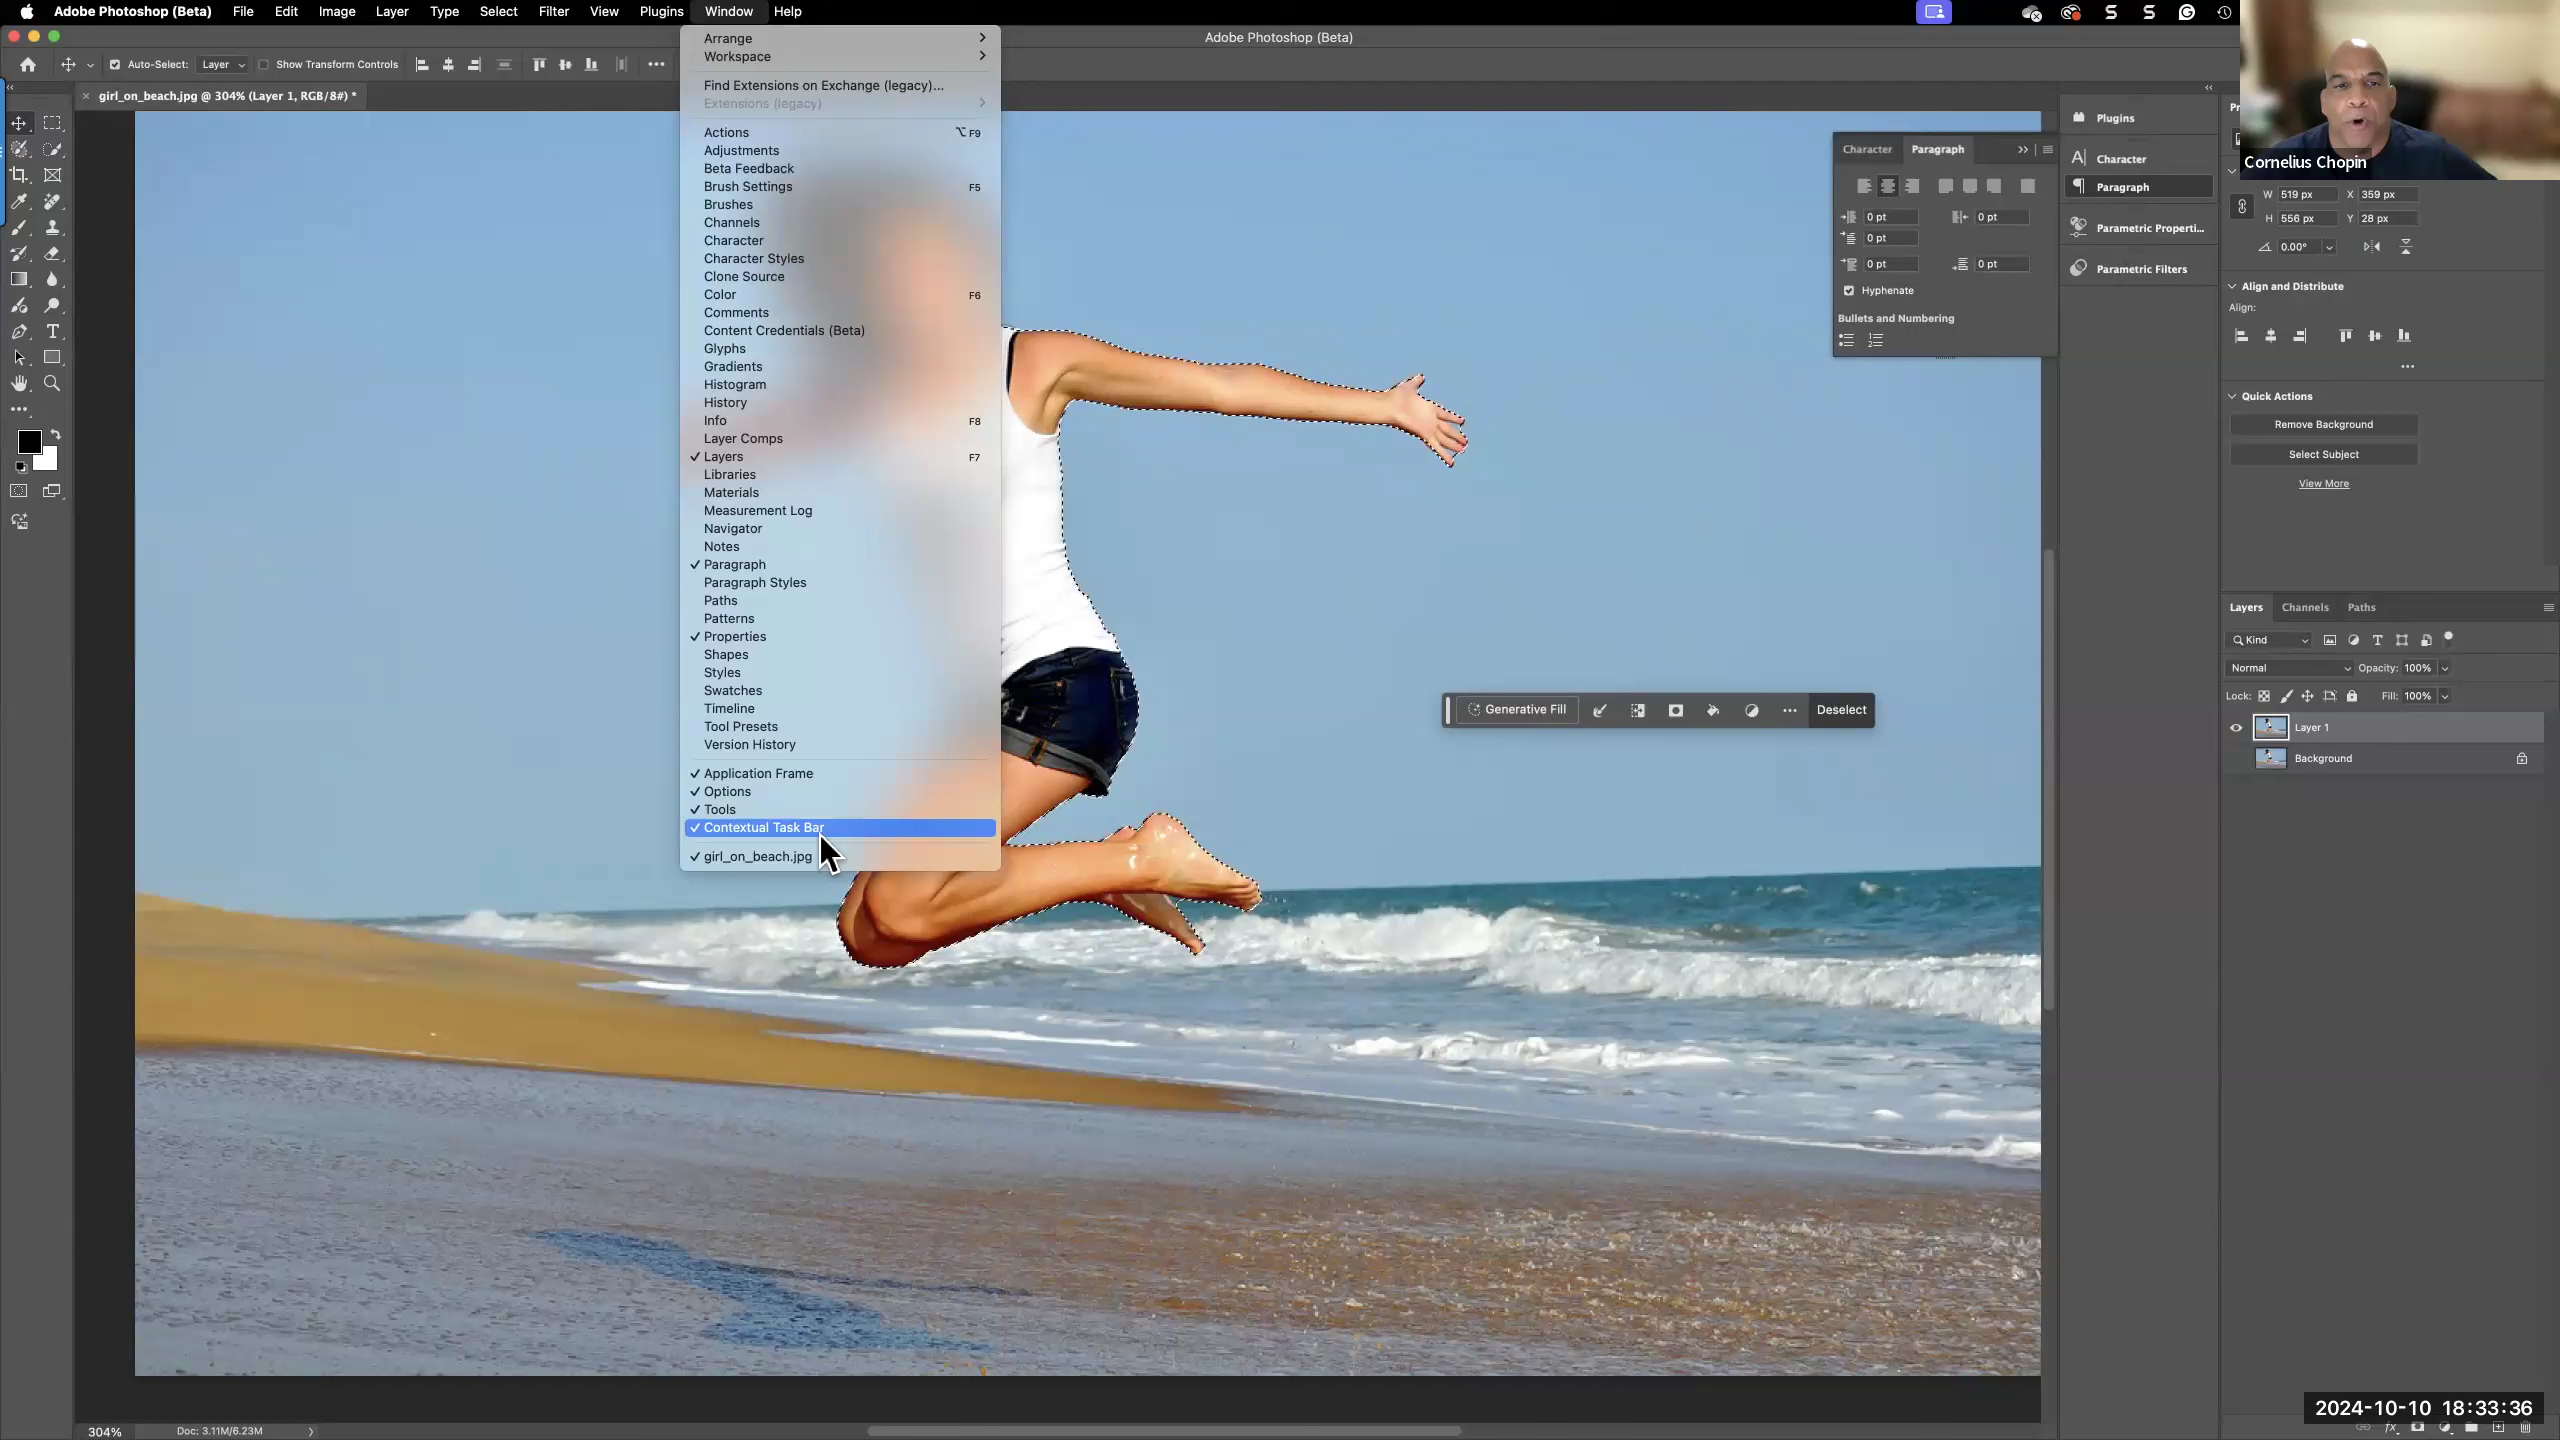 Adobe Photoshop (Beta) File Edit Image Layer Type Select Filter View Plugins Window Help
Adobe Photoshop (Beta)
Auto-Select: Layer Show Transform Controls
girl_on_beach.jpg @ 304% (Layer 1, RGB/8#) *
Arrange
Workspace
Find Extensions on Exchange (legacy)...
Extensions (legacy)
Actions ⌥ F9
Adjustments
Beta Feedback
Brush Settings F5
Brushes
Channels
Character
Character Styles
Clone Source
Color F6
Comments
Content Credentials (Beta)
Glyphs
Gradients
Histogram
History
Info F8
Layer Comps
Layers F7
Libraries
Materials
Measurement Log
Navigator
Notes
Paragraph
Paragraph Styles
Paths
Patterns
Properties
Shapes
Styles
Swatches
Timeline
Tool Presets
Version History
Application Frame
Options
Tools
Contextual Task Bar
girl_on_beach.jpg
Generative Fill Deselect
Character Paragraph
0 pt 0 pt
0 pt
0 pt 0 pt
Hyphenate
Bullets and Numbering
Plugins
Character
Paragraph
Parametric Properti...
Parametric Filters
Cornelius Chopin
W 519 px X 359 px
H 556 px Y 28 px
0.00°
Align and Distribute
Align:
Quick Actions
Remove Background
Select Subject
View More
Layers Channels Paths
Kind
Normal Opacity: 100%
Lock: Fill: 100%
Layer 1
Background
304% Doc: 3.11M/6.23M
2024-10-10 18:33:36